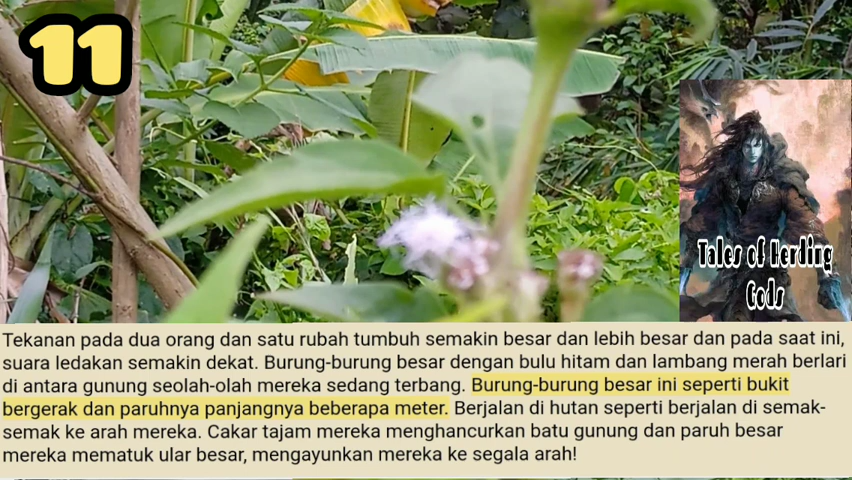 11
Tales of Herding
Gods
Tekanan pada dua orang dan satu rubah tumbuh semakin besar dan lebih besar dan pada saat ini,
suara ledakan semakin dekat. Burung-burung besar dengan bulu hitam dan lambang merah berlari
di antara gunung seolah-olah mereka sedang terbang. Burung-burung besar ini seperti bukit
bergerak dan paruhnya panjangnya beberapa meter. Berjalan di hutan seperti berjalan di semak-
semak ke arah mereka. Cakar tajam mereka menghancurkan batu gunung dan paruh besar
mereka mematuk ular besar, mengayunkan mereka ke segala arah!